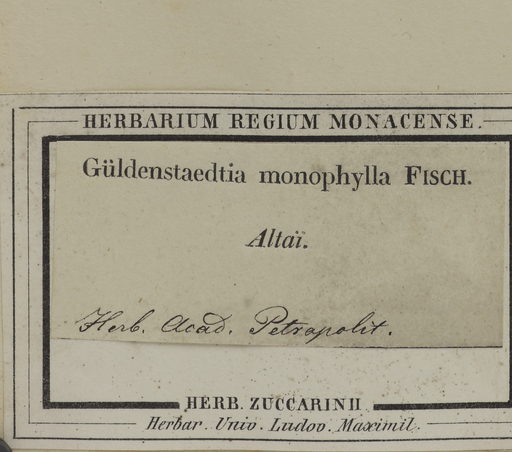 HERBARIUM REGIUM MONACENSE.
Güldenstaedtia monophylla FISCH.
Altaï.
Herb. Acad. Petropolit.
HERB. ZUCCARINII
Herbar. Univ. Ludov. Maximil.